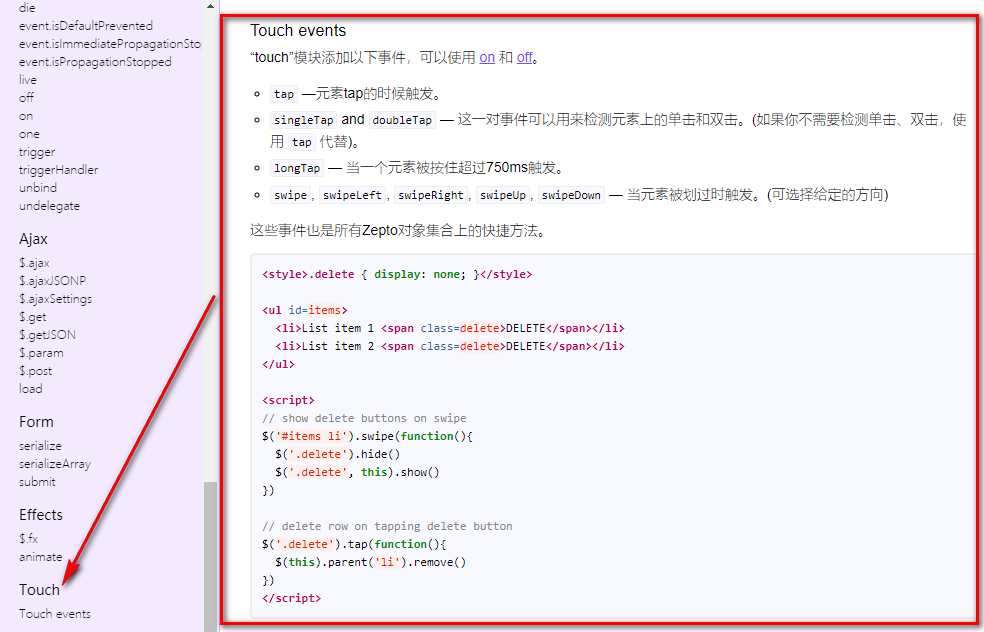 die
event.isDefaultPrevented
event.isImmediatePropagationSto
event.isPropagationStopped
live
off
on
one
trigger
triggerHandler
unbind
undelegate
Ajax
$.ajax
$.ajaxJSONP
$.ajaxSettings
$.get
$.getJSON
$.param
$.post
load
Form
serialize
serializeArray
submit
Effects
$.fx
animate
Touch
Touch events
Touch events
“touch”模块添加以下事件，可以使用 on 和 off。
tap —元素tap的时候触发。
singleTap and doubleTap — 这一对事件可以用来检测元素上的单击和双击。(如果你不需要检测单击、双击，使
用 tap 代替)。
longTap — 当一个元素被按住超过750ms触发。
swipe, swipeLeft, swipeRight, swipeUp, swipeDown — 当元素被划过时触发。(可选择给定的方向)
这些事件也是所有Zepto对象集合上的快捷方法。
<style>.delete { display: none; }</style>
<ul id=items>
  <li>List item 1 <span class=delete>DELETE</span></li>
  <li>List item 2 <span class=delete>DELETE</span></li>
</ul>
<script>
// show delete buttons on swipe
$('#items li').swipe(function(){
  $('.delete').hide()
  $('.delete', this).show()
})
// delete row on tapping delete button
$('.delete').tap(function(){
  $(this).parent('li').remove()
})
</script>